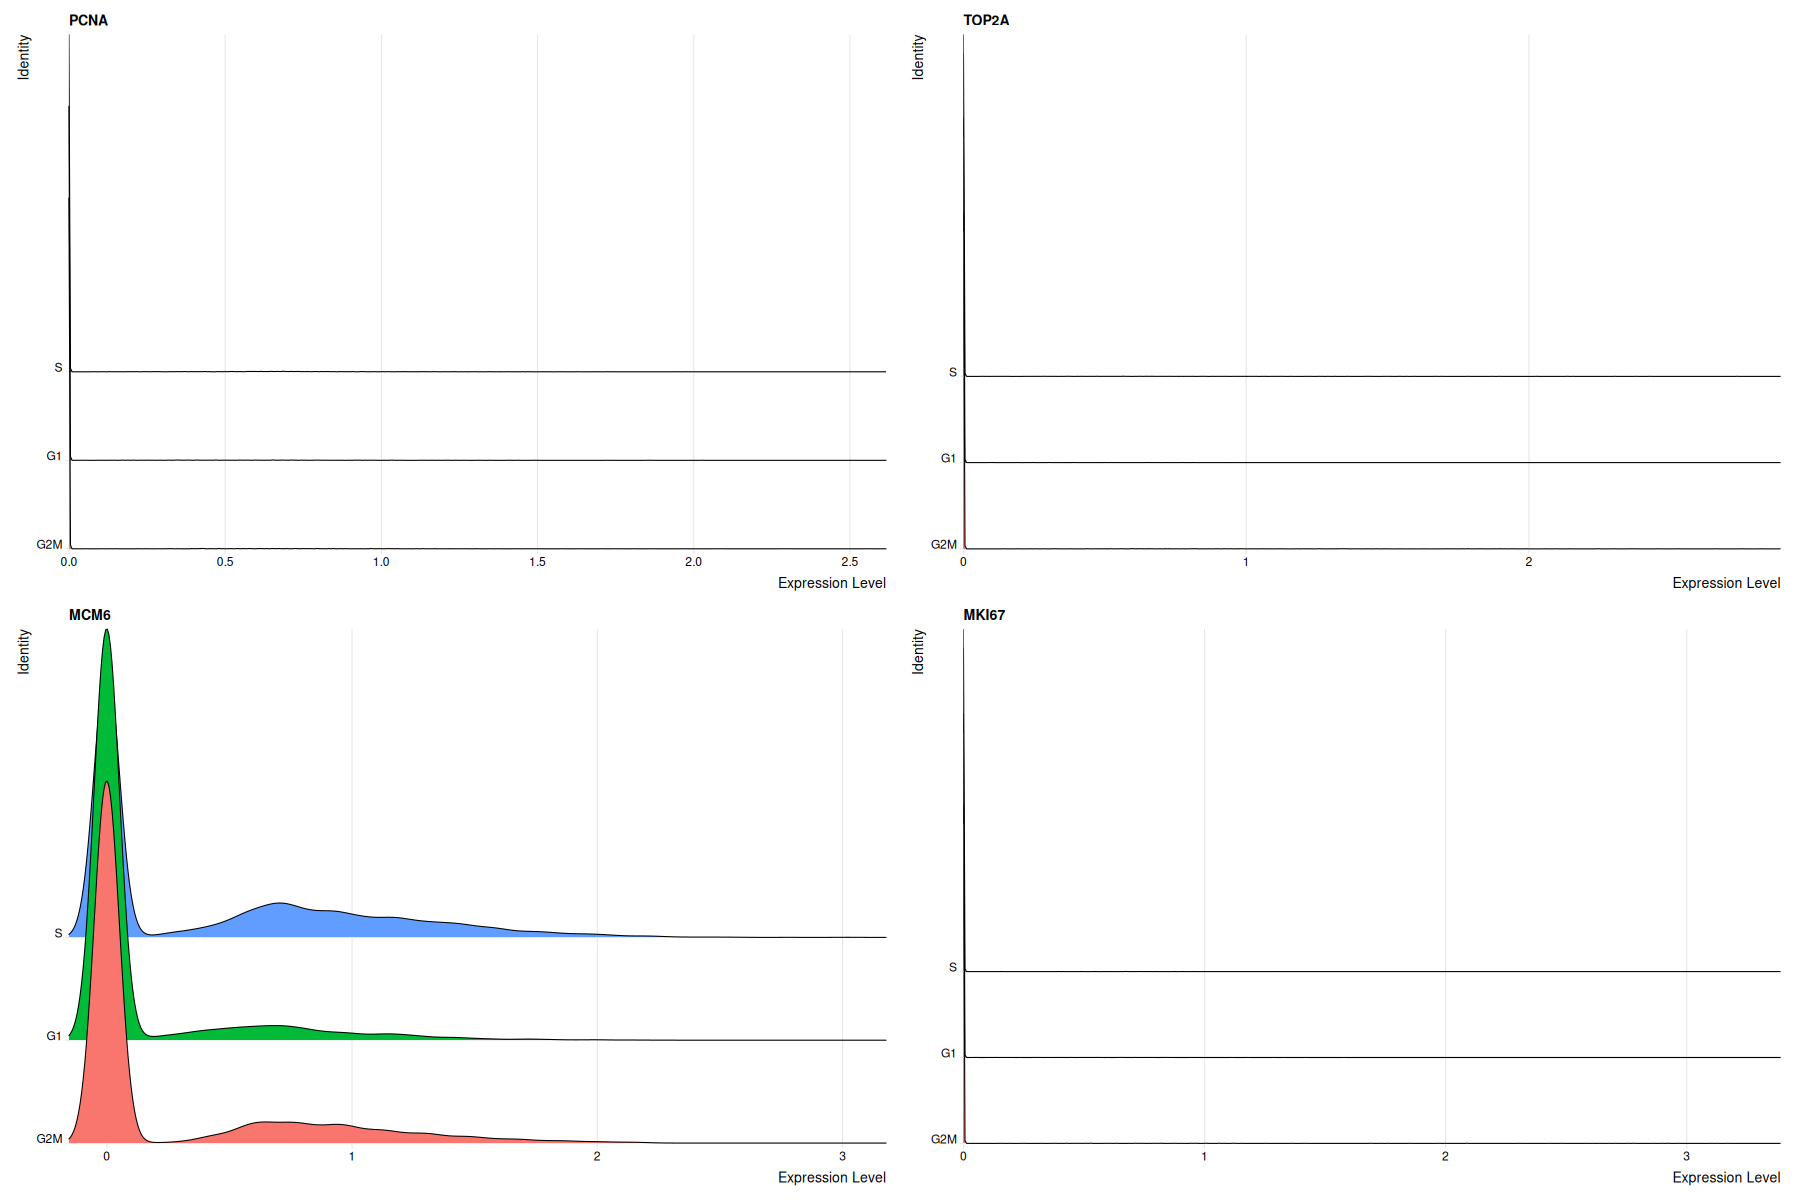 PCNA
Identity
S
G1
G2M
0.0 0.5 1.0 1.5 2.0 2.5
Expression Level
TOP2A
Identity
S
G1
G2M
0 1 2
Expression Level
MCM6
Identity
S
G1
G2M
0 1 2 3
Expression Level
MKI67
Identity
S
G1
G2M
0 1 2 3
Expression Level